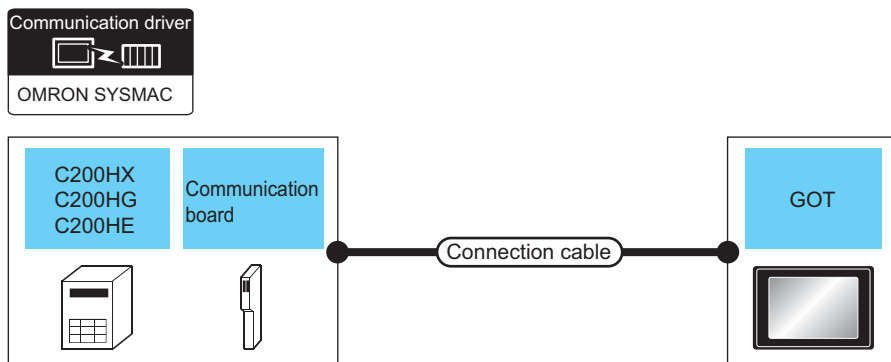 Communication driver
OMRON SYSMAC
C200HX
C200HG
C200HE
Communication
board
Connection cable
GOT